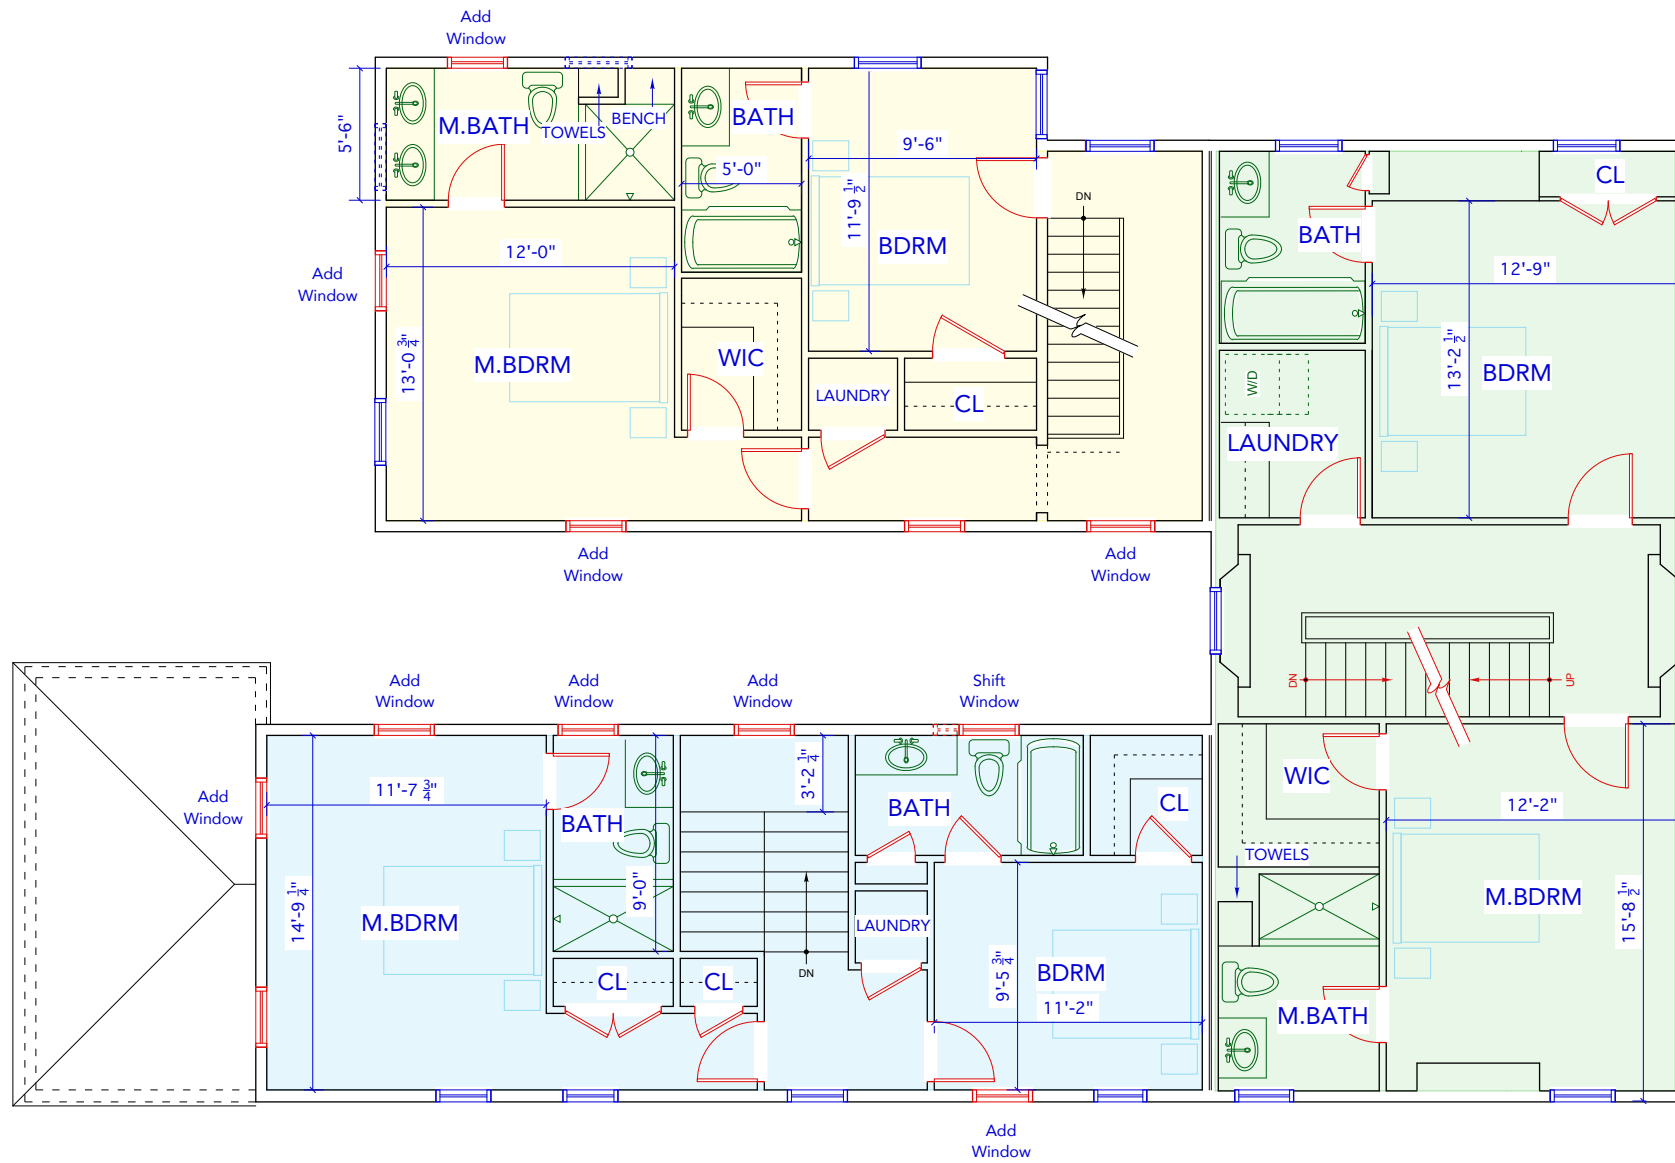 Add
Window
5'-6"
M.BATH
TOWELS
BENCH
BATH
5'-0"
9'-6"
11'-9 1/2"
DN
BDRM
Add
Window
12'-0"
13'-0 3/4"
M.BDRM
WIC
LAUNDRY
CL
Add
Window
Add
Window
CL
BATH
12'-9"
13'-2 1/2"
BDRM
W/D
LAUNDRY
DN
UP
Add
Window
Add
Window
Add
Window
Shift
Window
Add
Window
11'-7 3/4"
14'-9 1/4"
M.BDRM
BATH
9'-0"
3'-2 1/4"
BATH
CL
CL
CL
DN
LAUNDRY
BDRM
9'-5 3/4"
11'-2"
Add
Window
WIC
12'-2"
TOWELS
M.BDRM
15'-8 1/2"
M.BATH